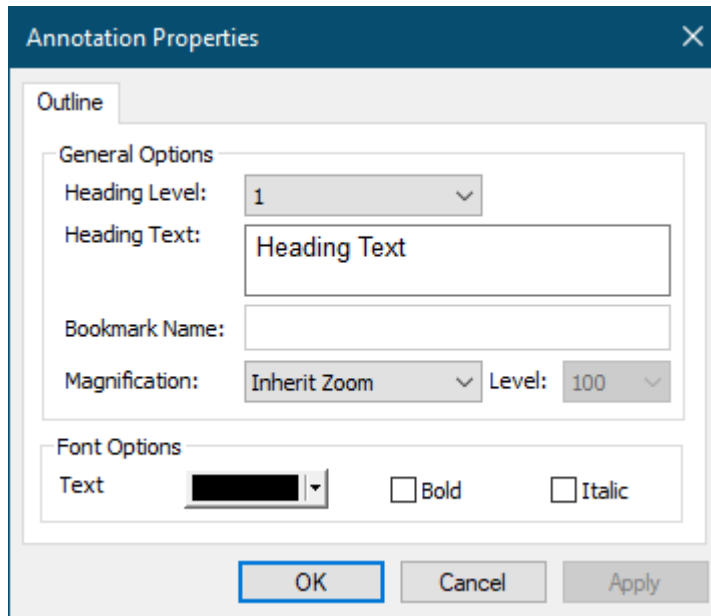 Annotation Properties
Outline
General Options
Heading Level: 1
Heading Text: Heading Text
Bookmark Name:
Magnification: Inherit Zoom Level: 100
Font Options
Text Bold Italic
OK Cancel Apply